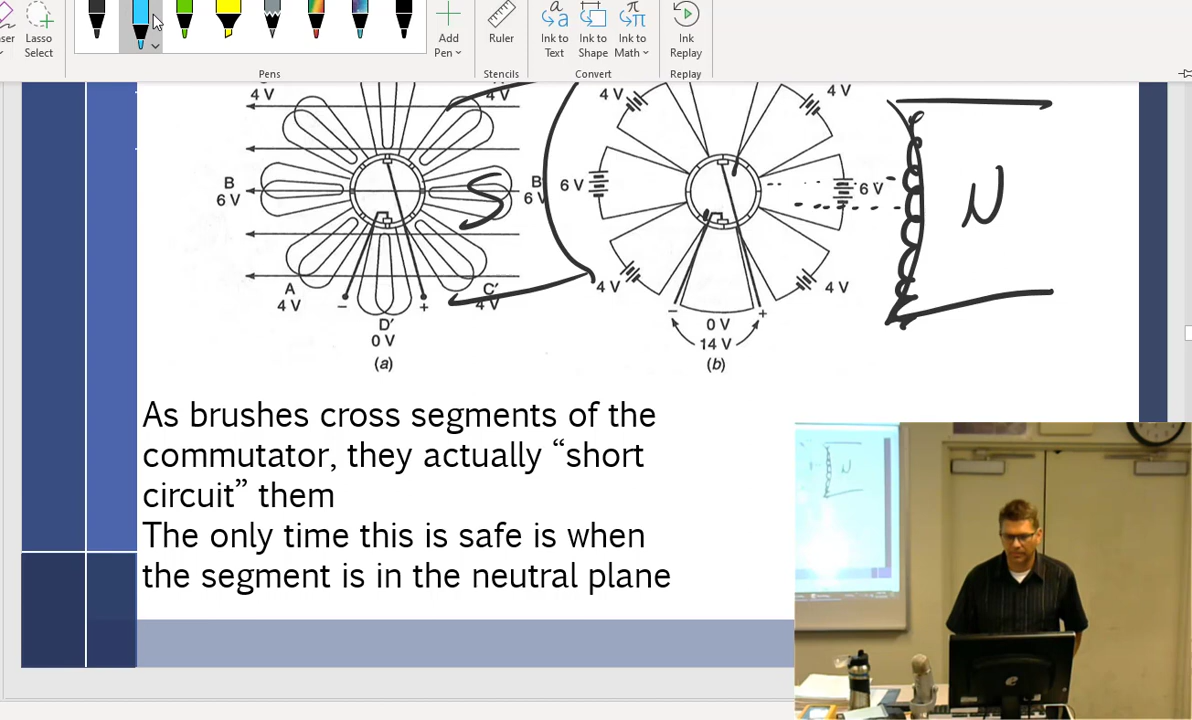 ser
Lasso
Select
Add
Pen
Ruler
Ink to
Text
Ink to
Shape
Ink to
Math
Ink
Replay
Pens
Stencils
Convert
Replay
4 V
4 V
4 V
4 V
B
6 V
B
6 V
6 V
6 V
S
N
A
4 V
C'
4 V
4 V
4 V
−
+
−
+
D'
0 V
0 V
14 V
(a)
(b)
As brushes cross segments of the
commutator, they actually “short
circuit” them
The only time this is safe is when
the segment is in the neutral plane
N